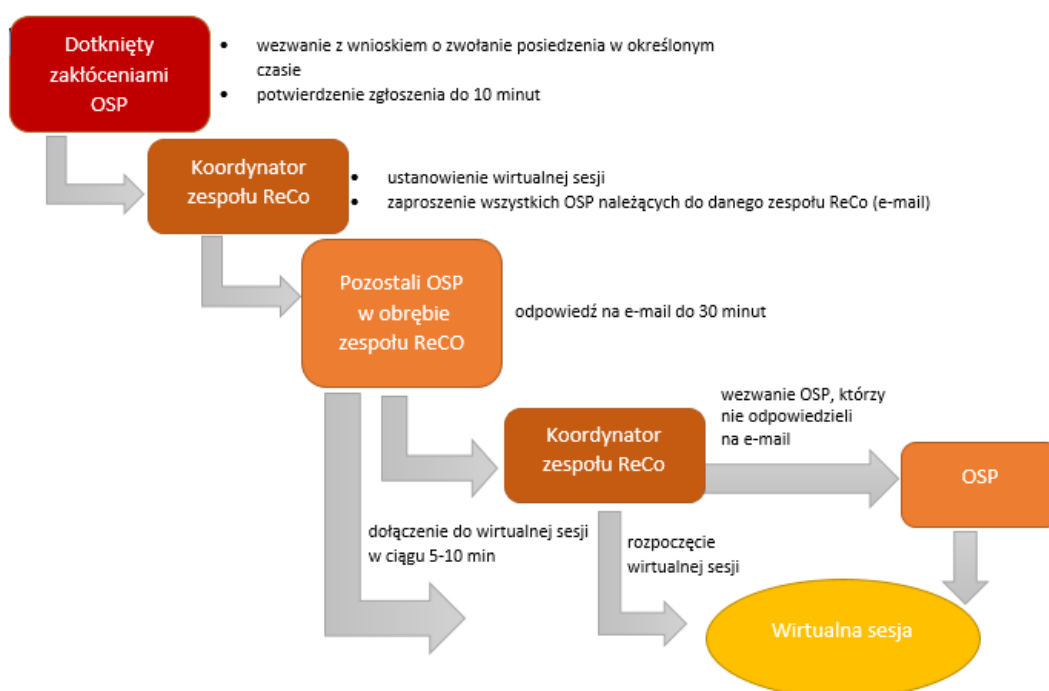 Dotknięty
zakłóceniami
OSP
• wezwanie z wnioskiem o zwołanie posiedzenia w określonym
czasie
• potwierdzenie zgłoszenia do 10 minut
Koordynator
zespołu ReCo
• ustanowienie wirtualnej sesji
• zaproszenie wszystkich OSP należących do danego zespołu ReCo (e-mail)
Pozostali OSP
w obrębie
zespołu ReCO
odpowiedź na e-mail do 30 minut
Koordynator
zespołu ReCo
wezwanie OSP, którzy
nie odpowiedzieli
na e-mail
OSP
dołączenie do wirtualnej sesji
w ciągu 5-10 min
rozpoczęcie
wirtualnej sesji
Wirtualna sesja